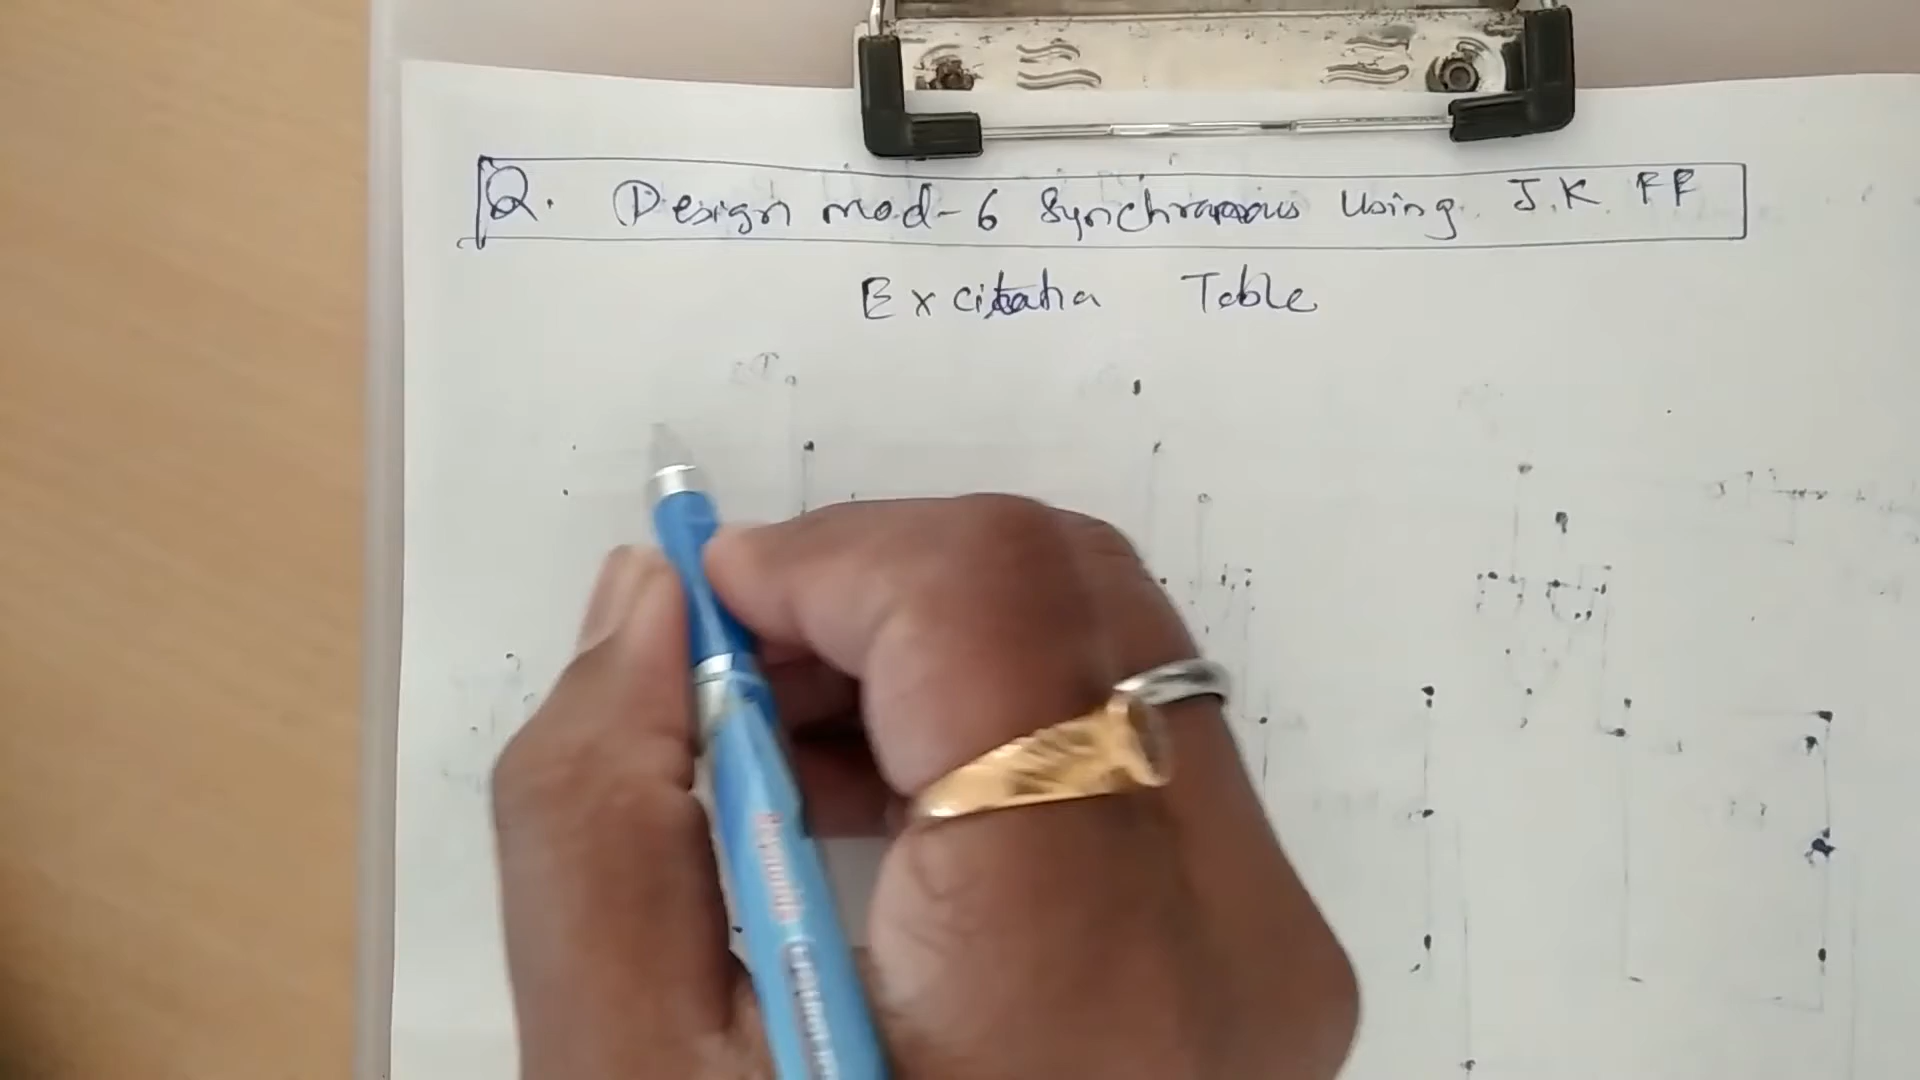 Q. Design mod-6 Synchronous Using J.K FF
Excitation Table